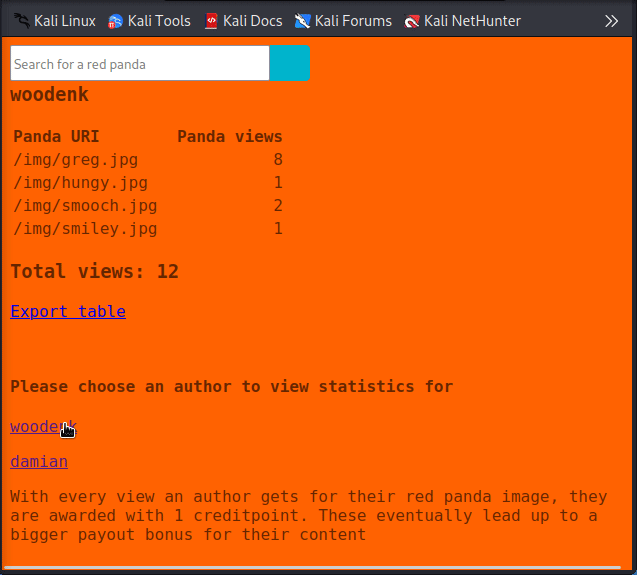 Kali Linux Kali Tools Kali Docs Kali Forums Kali NetHunter
Search for a red panda
woodenk
Panda URI Panda views
/img/greg.jpg 8
/img/hungy.jpg 1
/img/smooch.jpg 2
/img/smiley.jpg 1
Total views: 12
Export table
Please choose an author to view statistics for
woodenk
damian
With every view an author gets for their red panda image, they
are awarded with 1 creditpoint. These eventually lead up to a
bigger payout bonus for their content